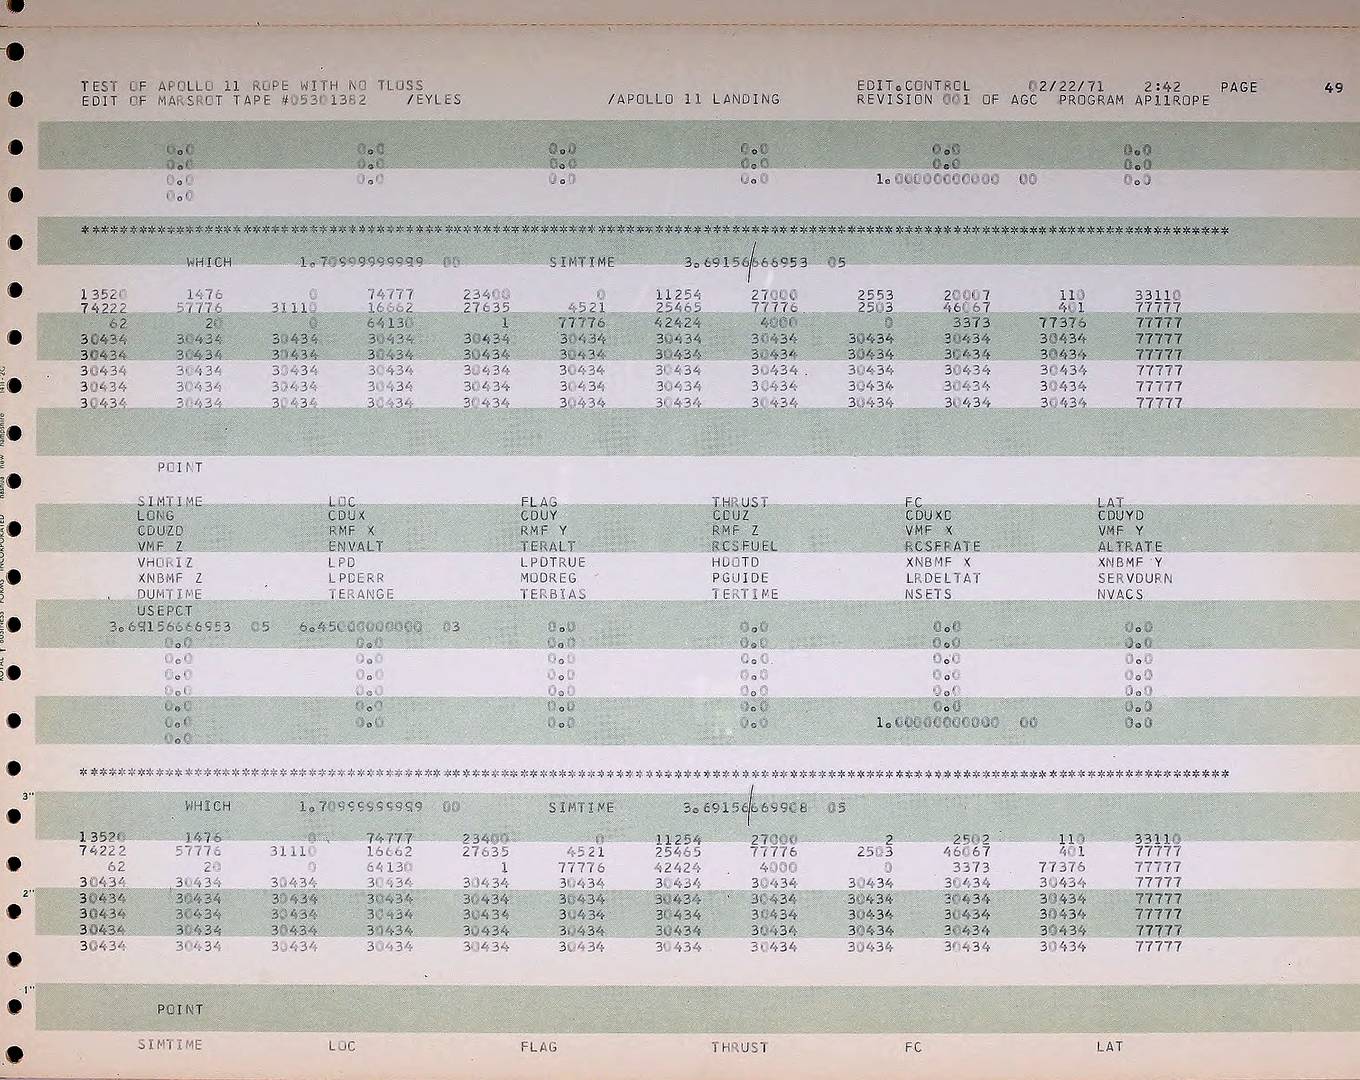 TEST OF APOLLO 11 ROPE WITH NO TLOSS EDIT.CONTROL 02/22/71 2:42 PAGE 49
EDIT OF MARSROT TAPE #05301382 /EYLES /APOLLO 11 LANDING REVISION 001 OF AGC PROGRAM AP11ROPE
0.0 0.0 0.0 0.0 0.0 0.0
0.0 0.0 0.0 0.0 0.0 0.0
0.0 0.0 0.0 0.0 1.00000000000 00 0.0
0.0
************************************************************************************************************************
WHICH 1.70999999999 00 SIMTIME 3.69156666953 05
13520 1476 0 74777 23400 0 11254 27000 2553 20007 110 33110
74222 57776 31110 16662 27635 4521 25465 77776 2503 46067 401 77777
62 20 0 64130 1 77776 42424 4000 0 3373 77376 77777
30434 30434 30434 30434 30434 30434 30434 30434 30434 30434 30434 77777
30434 30434 30434 30434 30434 30434 30434 30434 30434 30434 30434 77777
30434 30434 30434 30434 30434 30434 30434 30434 30434 30434 30434 77777
30434 30434 30434 30434 30434 30434 30434 30434 30434 30434 30434 77777
30434 30434 30434 30434 30434 30434 30434 30434 30434 30434 30434 77777
POINT
SIMTIME LOC FLAG THRUST FC LAT
LONG CDUX CDUY CDUZ CDUXD CDUYD
CDUZD RMF X RMF Y RMF Z VMF X VMF Y
VMF Z ENVALT TERALT RCSFUEL RCSFRATE ALTRATE
VHORIZ LPD LPDTRUE HDOTD XNBMF X XNBMF Y
XNBMF Z LPDERR MODREG PGUIDE LRDELTAT SERVDURN
DUMTIME TERANGE TERBIAS TERTIME NSETS NVACS
USEPCT
3.69156666953 05 6.45000000000 03 0.0 0.0 0.0 0.0
0.0 0.0 0.0 0.0 0.0 0.0
0.0 0.0 0.0 0.0 0.0 0.0
0.0 0.0 0.0 0.0 0.0 0.0
0.0 0.0 0.0 0.0 0.0 0.0
0.0 0.0 0.0 0.0 0.0 0.0
0.0 0.0 0.0 0.0 1.00000000000 00 0.0
0.0
************************************************************************************************************************
WHICH 1.70999999999 00 SIMTIME 3.69156669908 05
13520 1476 0 74777 23400 0 11254 27000 2 2502 110 33110
74222 57776 31110 16662 27635 4521 25465 77776 2503 46067 401 77777
62 20 0 64130 1 77776 42424 4000 0 3373 77376 77777
30434 30434 30434 30434 30434 30434 30434 30434 30434 30434 30434 77777
30434 30434 30434 30434 30434 30434 30434 30434 30434 30434 30434 77777
30434 30434 30434 30434 30434 30434 30434 30434 30434 30434 30434 77777
30434 30434 30434 30434 30434 30434 30434 30434 30434 30434 30434 77777
30434 30434 30434 30434 30434 30434 30434 30434 30434 30434 30434 77777
POINT
SIMTIME LOC FLAG THRUST FC LAT
3"
2"
1"